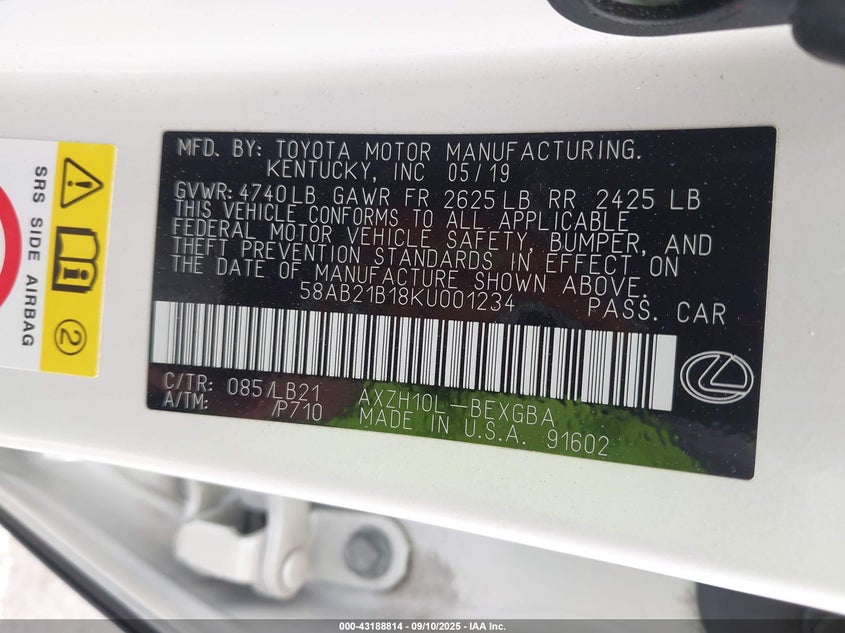 MFD. BY: TOYOTA MOTOR MANUFACTURING.
KENTUCKY, INC 05/19
GVWR: 4740LB GAWR FR 2625LB RR 2425 LB
THIS VEHICLE CONFORMS TO ALL APPLICABLE
FEDERAL MOTOR VEHICLE SAFETY, BUMPER, AND
THEFT PREVENTION STANDARDS IN EFFECT ON
THE DATE OF MANUFACTURE SHOWN ABOVE.
58AB21B18KU001234 PASS. CAR
C/TR: 085/LB21 AXZH10L-BEXGBA
A/TM: /P710 MADE IN U.S.A. 91602
SRS SIDE AIRBAG
2
000-43188814 - 09/10/2025 - IAA Inc.